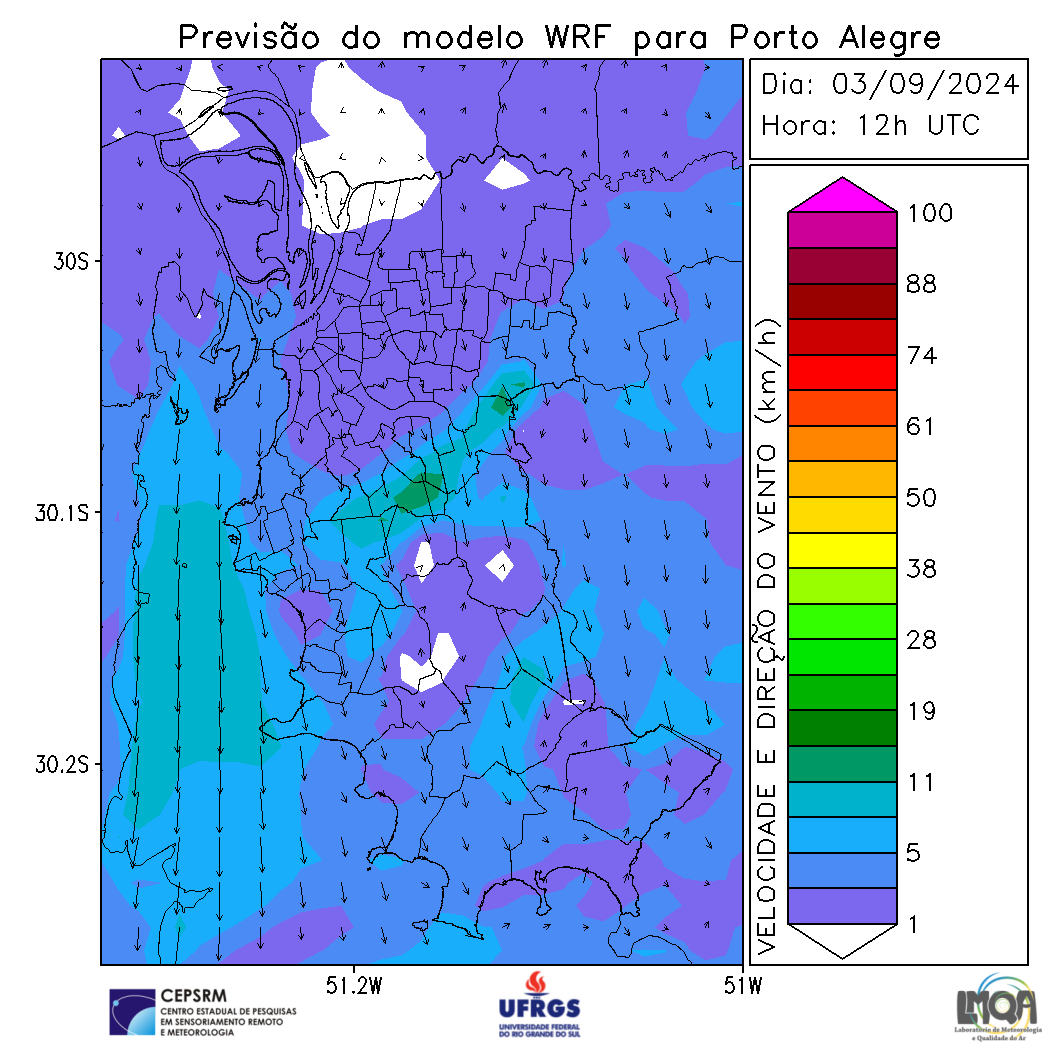 Previsão do modelo WRF para Porto Alegre
Dia: 03/09/2024
Hora: 12h UTC
30S
30.1S
30.2S
51.2W
51W
VELOCIDADE E DIREÇÃO DO VENTO (km/h)
100
88
74
61
50
38
28
19
11
5
1
CEPSRM
CENTRO ESTADUAL DE PESQUISAS
EM SENSORIAMENTO REMOTO
E METEOROLOGIA
UFRGS
UNIVERSIDADE FEDERAL
DO RIO GRANDE DO SUL
LMQA
Laboratório de Meteorologia
e Qualidade do Ar